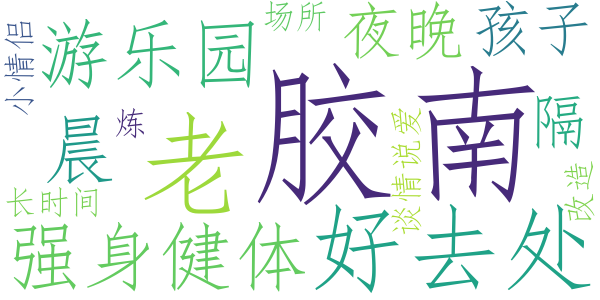 小情侣
游乐园
场所
夜晚
孩子
晨
炼
老
胶南
谈情说爱
隔
改造
长时间
强身健体
好去处